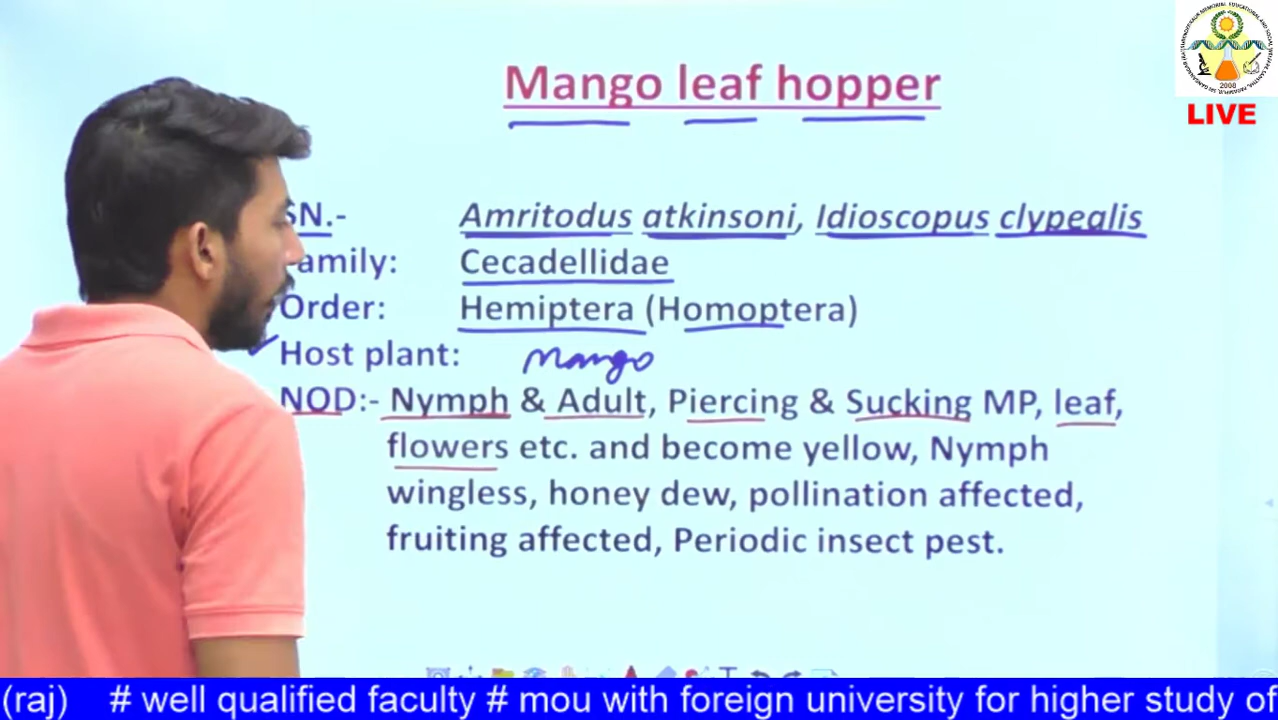 Mango leaf hopper
LIVE
2008
SN.- Amritodus atkinsoni, Idioscopus clypealis
Family: Cecadellidae
Order: Hemiptera (Homoptera)
Host plant: Mango
NOD:- Nymph & Adult, Piercing & Sucking MP, leaf,
flowers etc. and become yellow, Nymph
wingless, honey dew, pollination affected,
fruiting affected, Periodic insect pest.
(raj) # well qualified faculty # mou with foreign university for higher study of